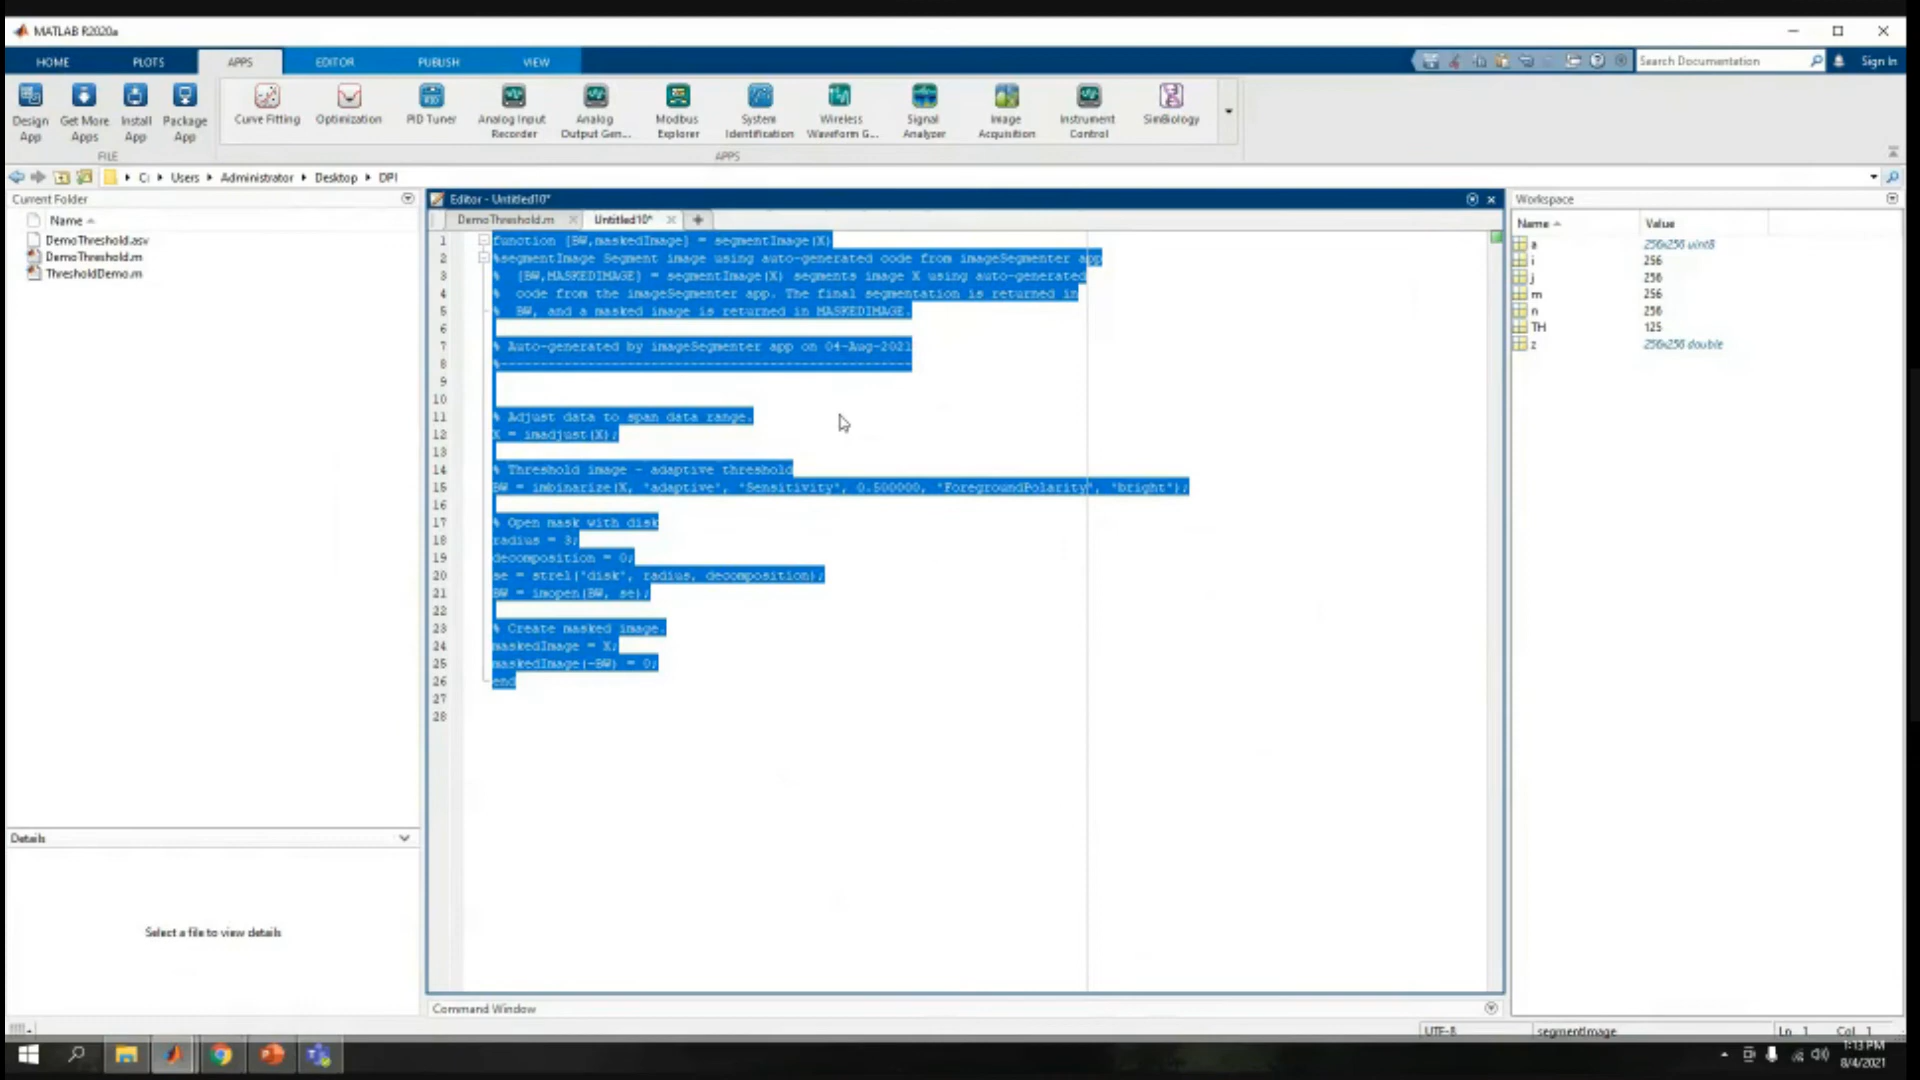 MATLAB R2020a
HOME PLOTS APPS EDITOR PUBLISH VIEW Search Documentation Sign In
Design App Get More Apps Install App Package App Curve Fitting Optimization PID Tuner Analog Input Recorder Analog Output Gen... Modbus Explorer System Identification Wireless Waveform G... Signal Analyzer Image Acquisition Instrument Control SimBiology
FILE APPS
C: Users Administrator Desktop DPI
Current Folder
Name
DemoThreshold.asv
DemoThreshold.m
ThresholdDemo.m
Details
Select a file to view details
Editor - Untitled10*
DemoThreshold.m Untitled10*
1 function [BW,maskedImage] = segmentImage(X)
2 %segmentImage Segment image using auto-generated code from imageSegmenter app
3 % [BW,MASKEDIMAGE] = segmentImage(X) segments image X using auto-generated
4 % code from the imageSegmenter app. The final segmentation is returned in
5 % BW, and a masked image is returned in MASKEDIMAGE.
6
7 % Auto-generated by imageSegmenter app on 04-Aug-2021
8 %----------------------------------------------------
9
10
11 % Adjust data to span data range.
12 X = imadjust(X);
13
14 % Threshold image - adaptive threshold
15 BW = imbinarize(X, 'adaptive', 'Sensitivity', 0.500000, 'ForegroundPolarity', 'bright');
16
17 % Open mask with disk
18 radius = 3;
19 decomposition = 0;
20 se = strel('disk', radius, decomposition);
21 BW = imopen(BW, se);
22
23 % Create masked image.
24 maskedImage = X;
25 maskedImage(~BW) = 0;
26 end
27
28
Command Window
Workspace
Name Value
a 256x256 uint8
i 256
j 256
m 256
n 256
TH 125
z 256x256 double
UTF-8 segmentImage Ln 1 Col 1
1:13 PM
8/4/2021